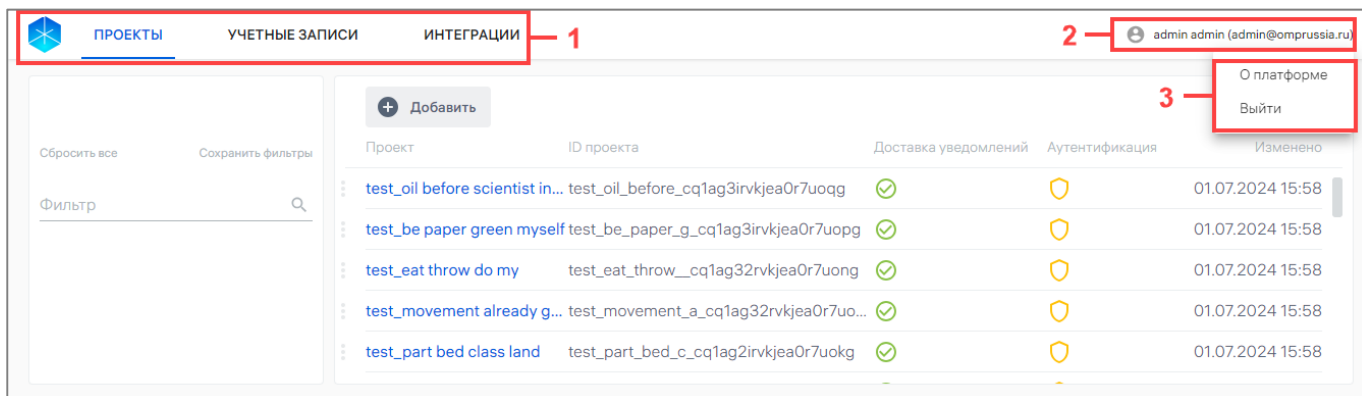 ПРОЕКТЫ УЧЕТНЫЕ ЗАПИСИ ИНТЕГРАЦИИ 1 2 admin admin (admin@omprussia.ru)
О платформе
3
Выйти
Добавить
Сбросить все Сохранить фильтры
Фильтр
Проект ID проекта Доставка уведомлений Аутентификация Изменено
test_oil before scientist in... test_oil_before_cq1ag3irvkjea0r7uoqg 01.07.2024 15:58
test_be paper green myself test_be_paper_g_cq1ag3irvkjea0r7uopg 01.07.2024 15:58
test_eat throw do my test_eat_throw__cq1ag32rvkjea0r7uong 01.07.2024 15:58
test_movement already g... test_movement_a_cq1ag32rvkjea0r7uo... 01.07.2024 15:58
test_part bed class land test_part_bed_c_cq1ag2irvkjea0r7uokg 01.07.2024 15:58